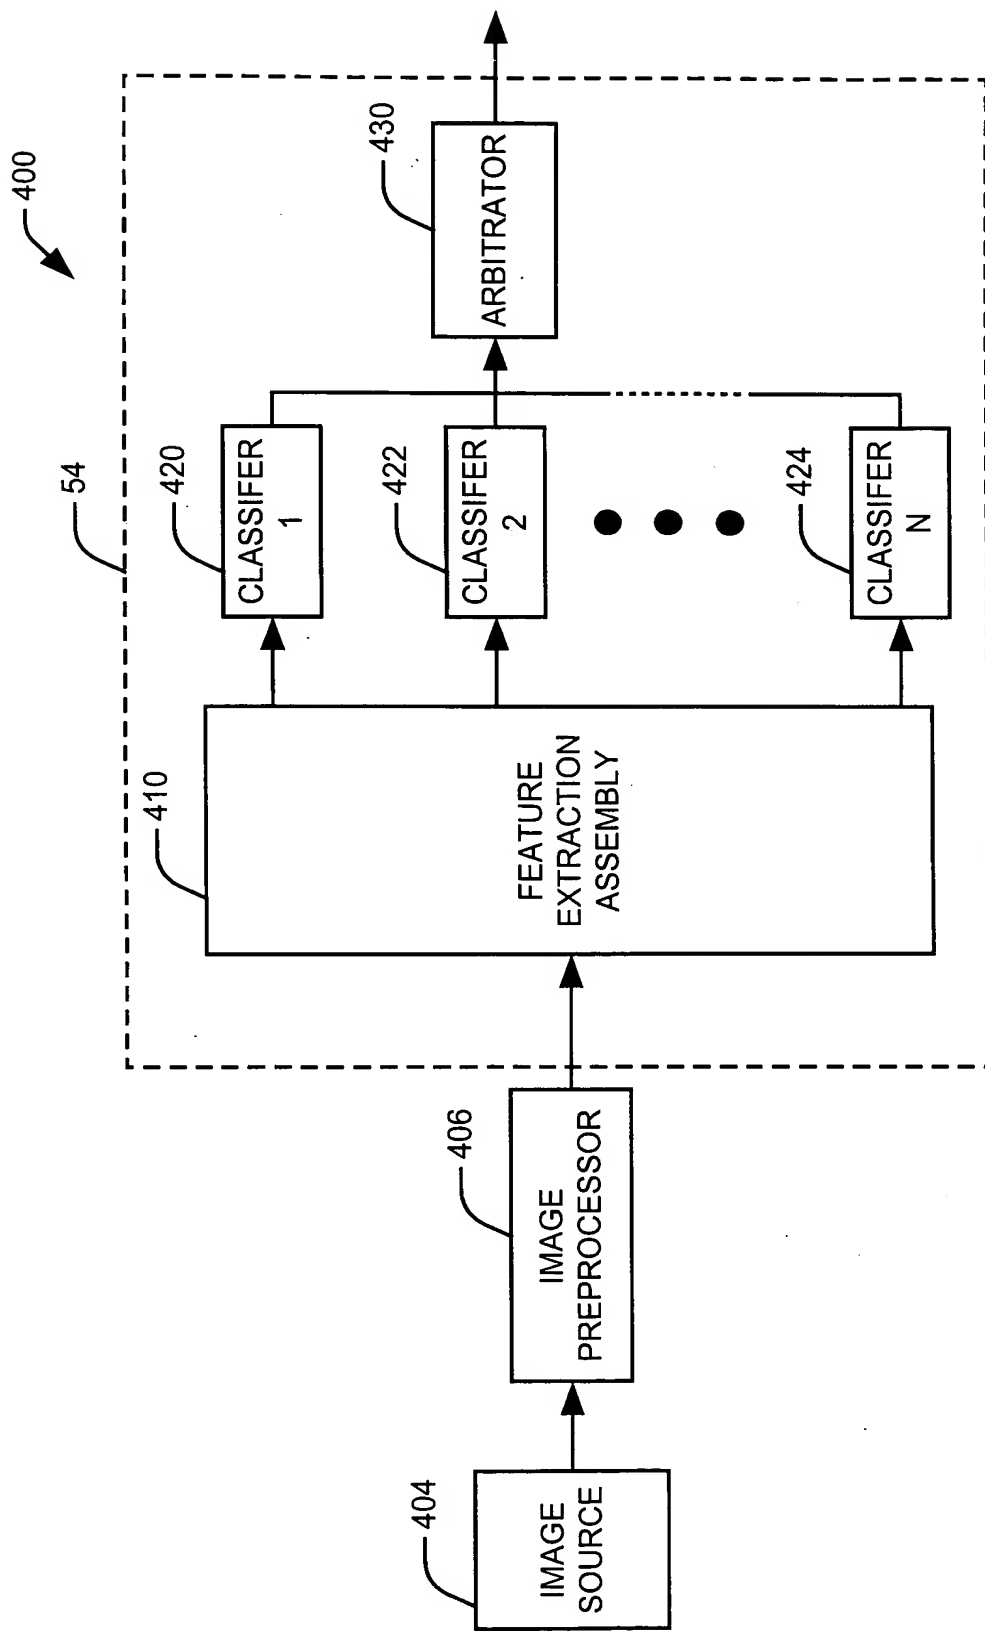 400
54
404
IMAGE
SOURCE
406
IMAGE
PREPROCESSOR
410
FEATURE
EXTRACTION
ASSEMBLY
420
CLASSIFER
1
422
CLASSIFER
2
424
CLASSIFER
N
430
ARBITRATOR